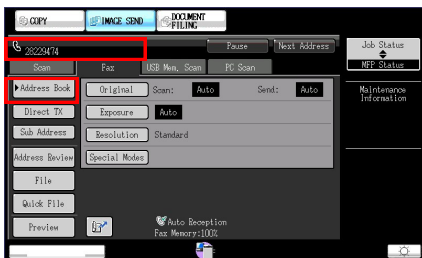 COPY
IMAGE SEND
DOCUMENT
FILING
28229474
Pause
Next Address
Job Status
MFP Status
Scan
Fax
USB Mem. Scan
PC Scan
Address Book
Original
Scan:
Auto
Send:
Auto
Maintenance
Information
Direct TX
Exposure
Auto
Sub Address
Resolution
Standard
Address Review
Special Modes
File
Quick File
Preview
Auto Reception
Fax Memory:100%